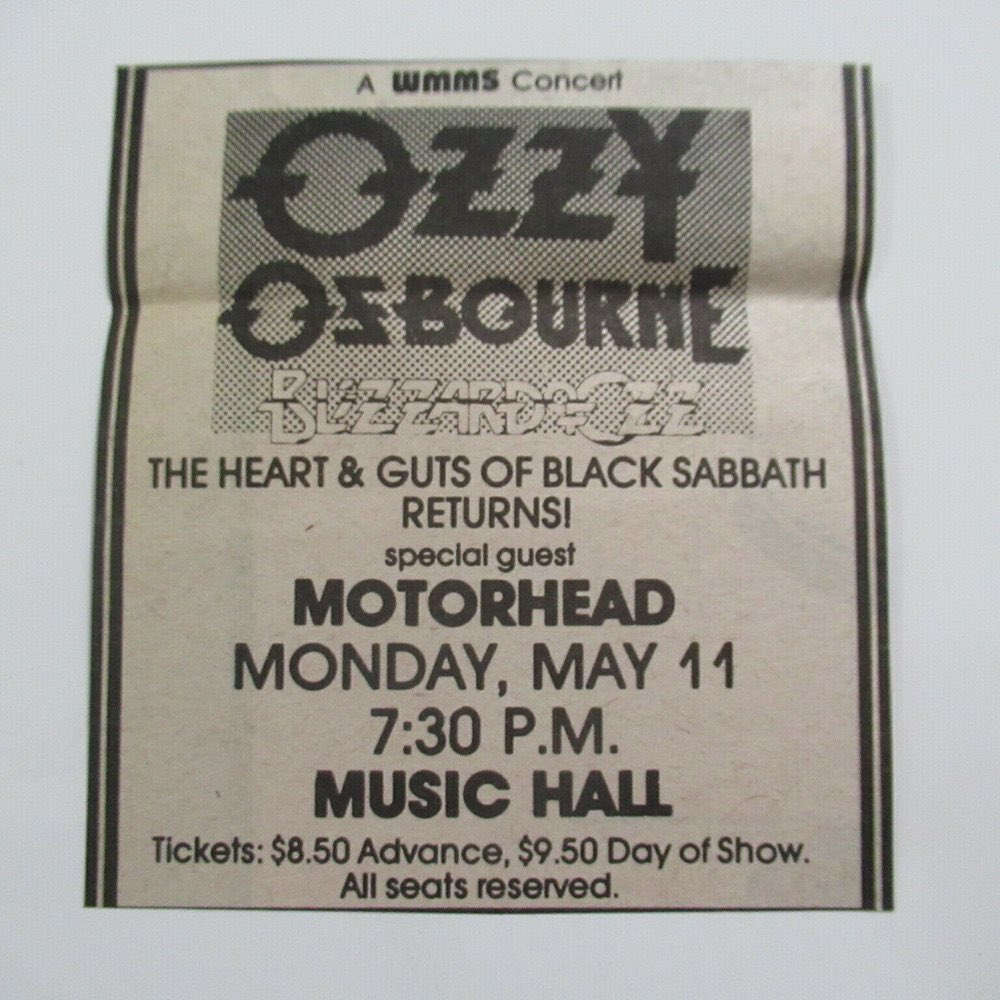 A WMMS Concert
OZZY
OSBOURNE
BLIZZARD OF OZZ
THE HEART & GUTS OF BLACK SABBATH
RETURNS!
special guest
MOTORHEAD
MONDAY, MAY 11
7:30 P.M.
MUSIC HALL
Tickets: $8.50 Advance, $9.50 Day of Show.
All seats reserved.